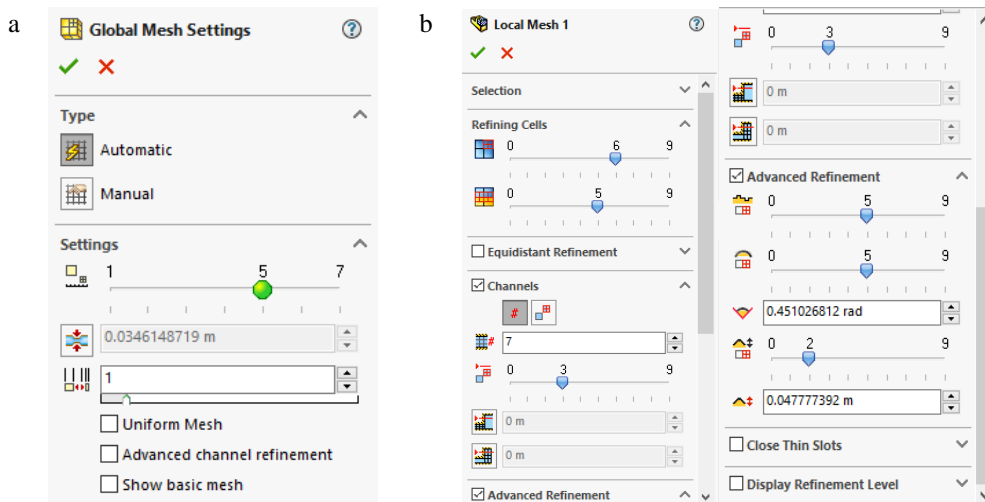 a
Global Mesh Settings
Type
Automatic
Manual
Settings
1 5 7
0.0346148719 m
1
Uniform Mesh
Advanced channel refinement
Show basic mesh
b
Local Mesh 1
Selection
Refining Cells
0 6 9
0 5 9
Equidistant Refinement
Channels
#
7
0 3 9
0 m
0 m
Advanced Refinement
0 3 9
0 m
0 m
Advanced Refinement
0 5 9
0 5 9
0.451026812 rad
0 2 9
0.047777392 m
Close Thin Slots
Display Refinement Level